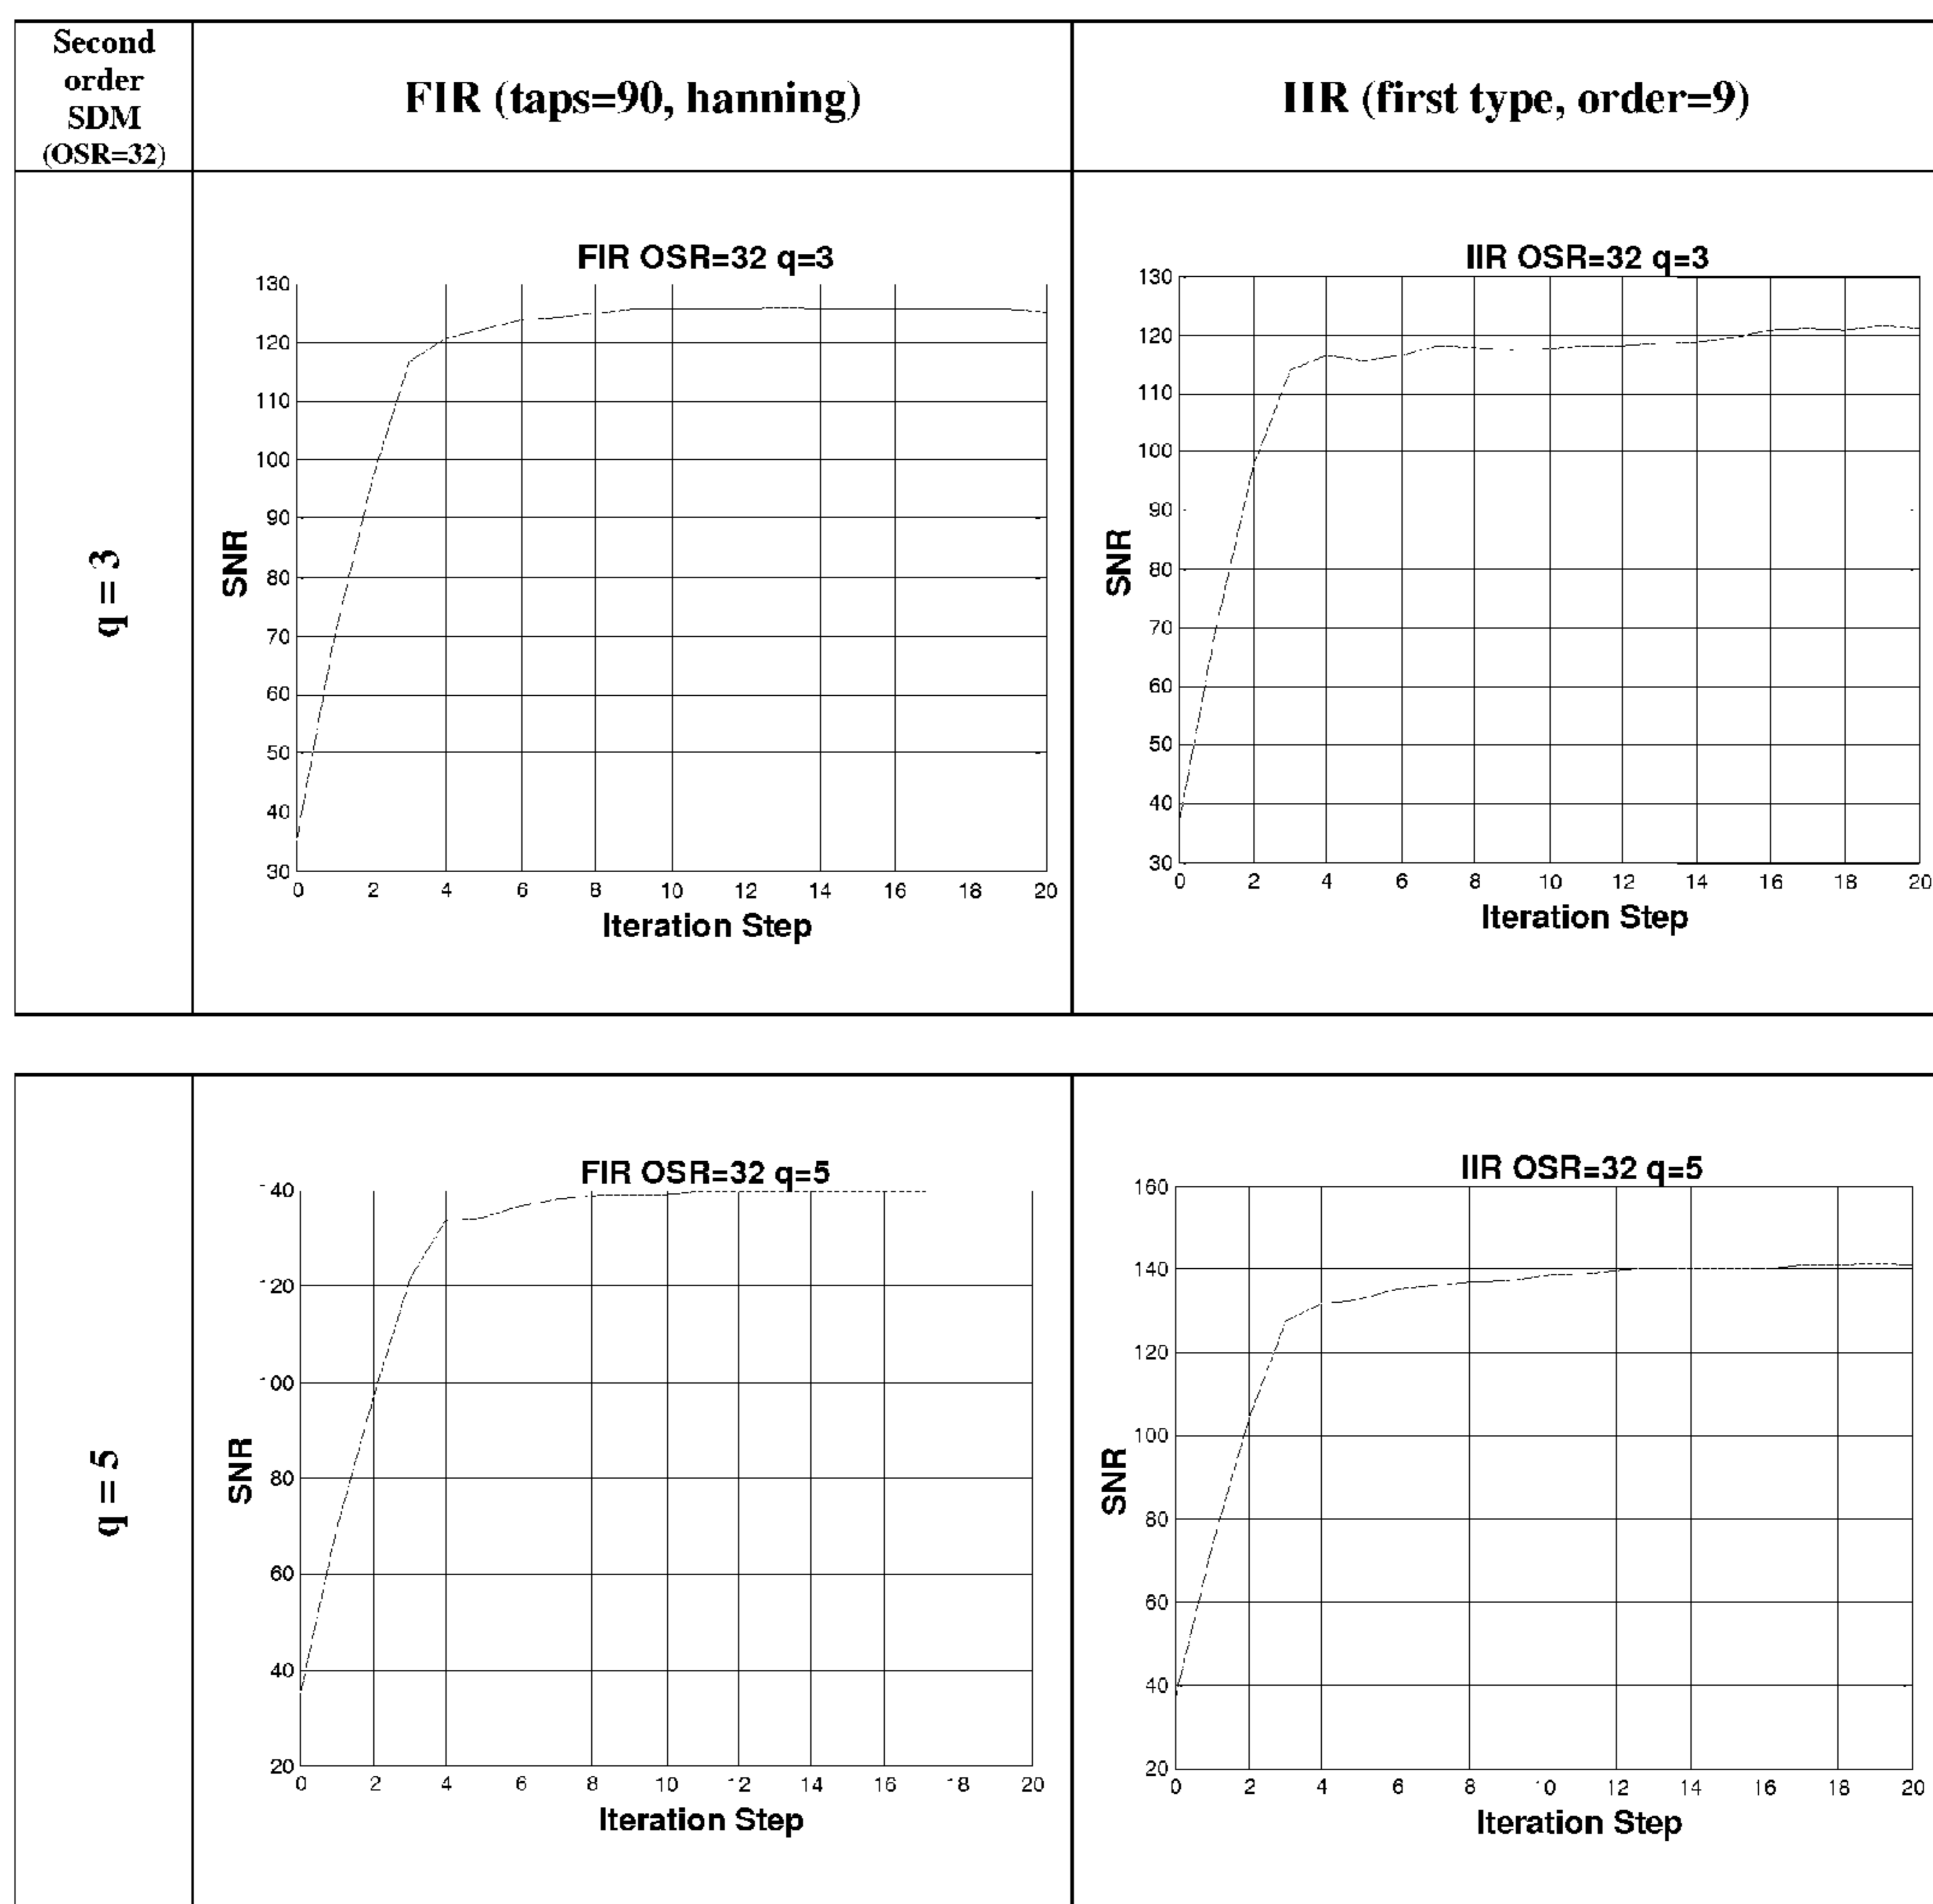 Second
order
SDM
(OSR=32)
FIR (taps=90, hanning)
IIR (first type, order=9)
q = 3
FIR OSR=32 q=3
130
120
110
100
90
80
70
60
50
40
30
SNR
0 2 4 6 8 10 12 14 16 18 20
Iteration Step
IIR OSR=32 q=3
130
120
110
100
90
80
70
60
50
40
30
SNR
0 2 4 6 8 10 12 14 16 18 20
Iteration Step
q = 5
FIR OSR=32 q=5
140
120
100
80
60
40
20
SNR
0 2 4 6 8 10 12 14 16 18 20
Iteration Step
IIR OSR=32 q=5
160
140
120
100
80
60
40
20
SNR
0 2 4 6 8 10 12 14 16 18 20
Iteration Step